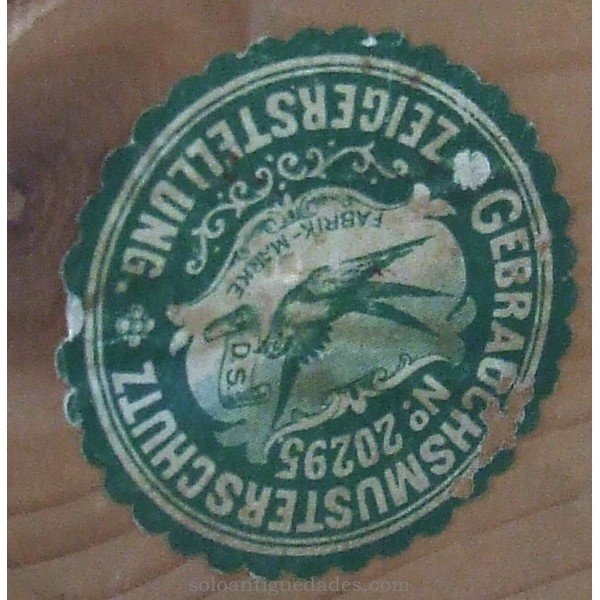 GEBRAUCHSMUSTERSCHUTZ
ZEIGERSTELLUNG.
FABRIK-MARKE
D S
Nº 20295
soloantiguedades.com